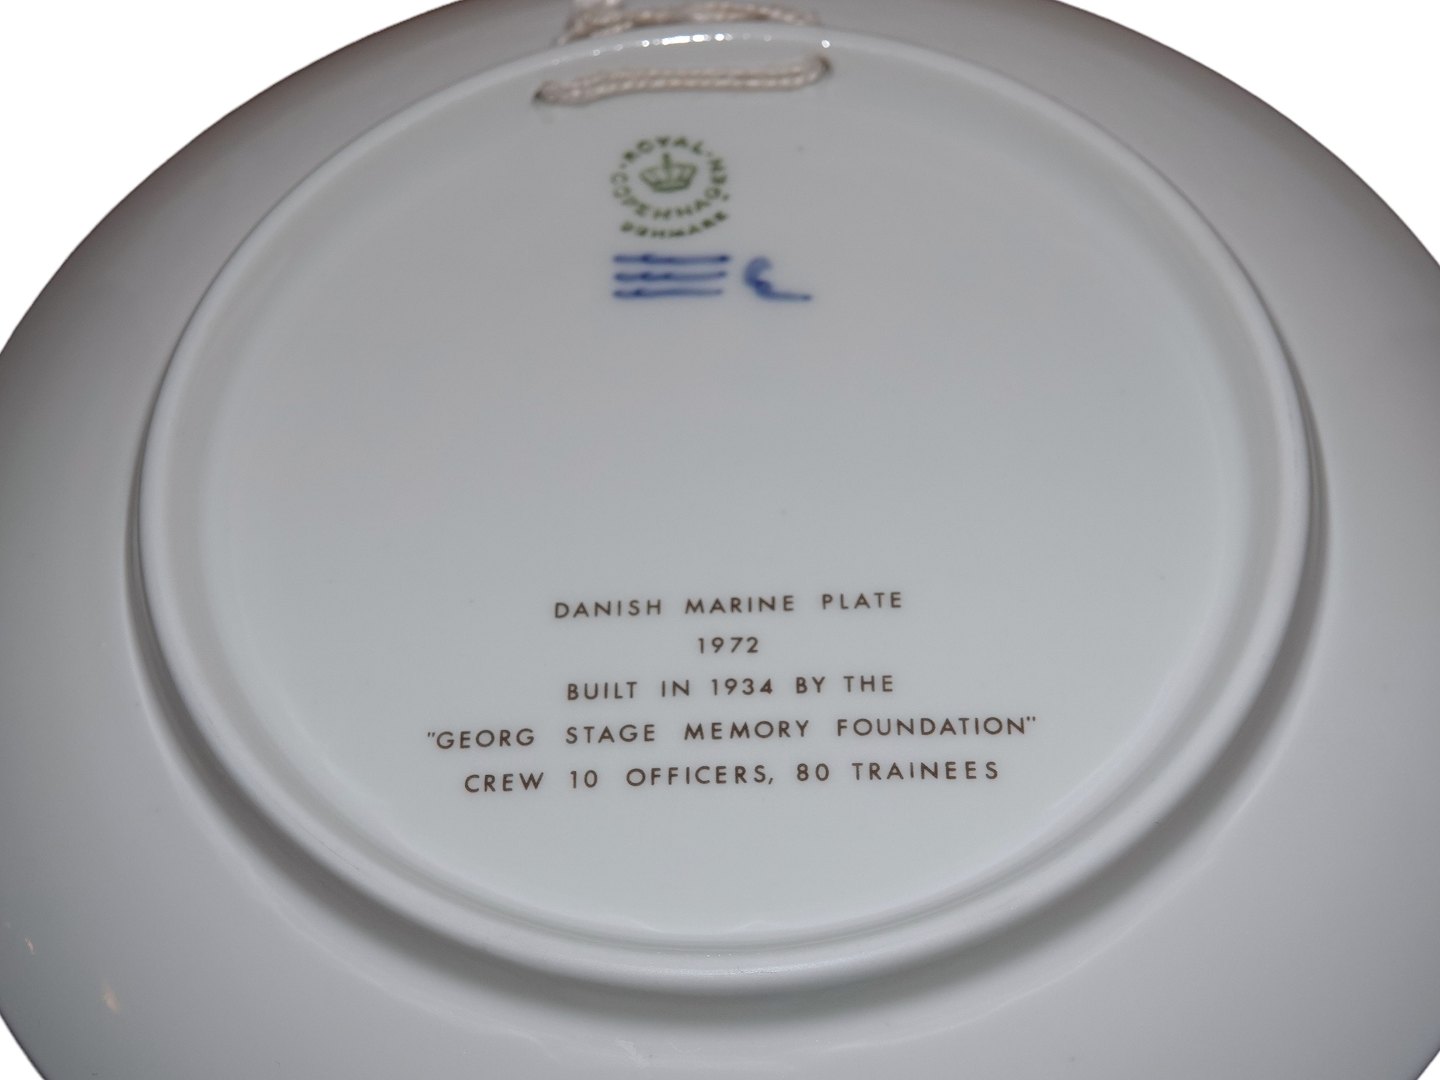 ROYAL
COPENHAGEN
DENMARK
DANISH MARINE PLATE
1972
BUILT IN 1934 BY THE
"GEORG STAGE MEMORY FOUNDATION"
CREW 10 OFFICERS, 80 TRAINEES